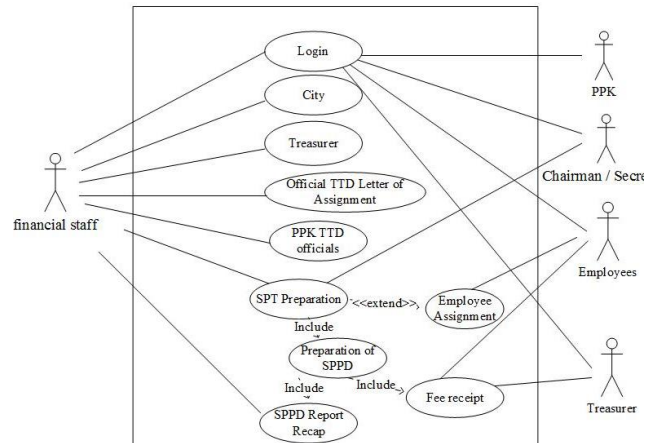 Login
PPK
City
Treasurer
Chairman / Secre
Official TTD Letter of
Assignment
financial staff
PPK TTD
officials
Employees
SPT Preparation
<<extend>>
Employee
Assignment
Include
Preparation of
SPPD
Include
Include
Fee receipt
SPPD Report
Recap
Treasurer